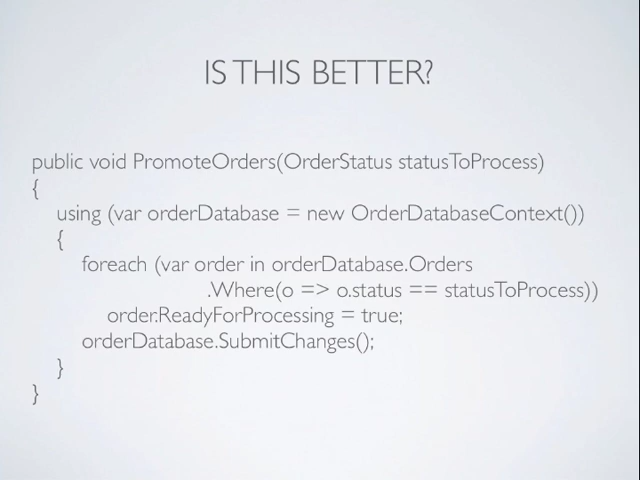 IS THIS BETTER?
public void PromoteOrders(OrderStatus statusToProcess)
{
using (var orderDatabase = new OrderDatabaseContext())
{
foreach (var order in orderDatabase.Orders
.Where(o => o.status == statusToProcess))
order.ReadyForProcessing = true;
orderDatabase.SubmitChanges();
}
}